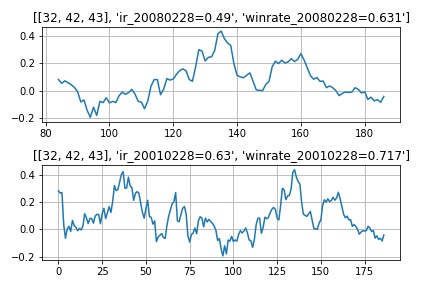 [[32, 42, 43], 'ir_20080228=0.49', 'winrate_20080228=0.631']
0.4
0.2
0.0
−0.2
80 100 120 140 160 180
[[32, 42, 43], 'ir_20010228=0.63', 'winrate_20010228=0.717']
0.4
0.2
0.0
−0.2
0 25 50 75 100 125 150 175